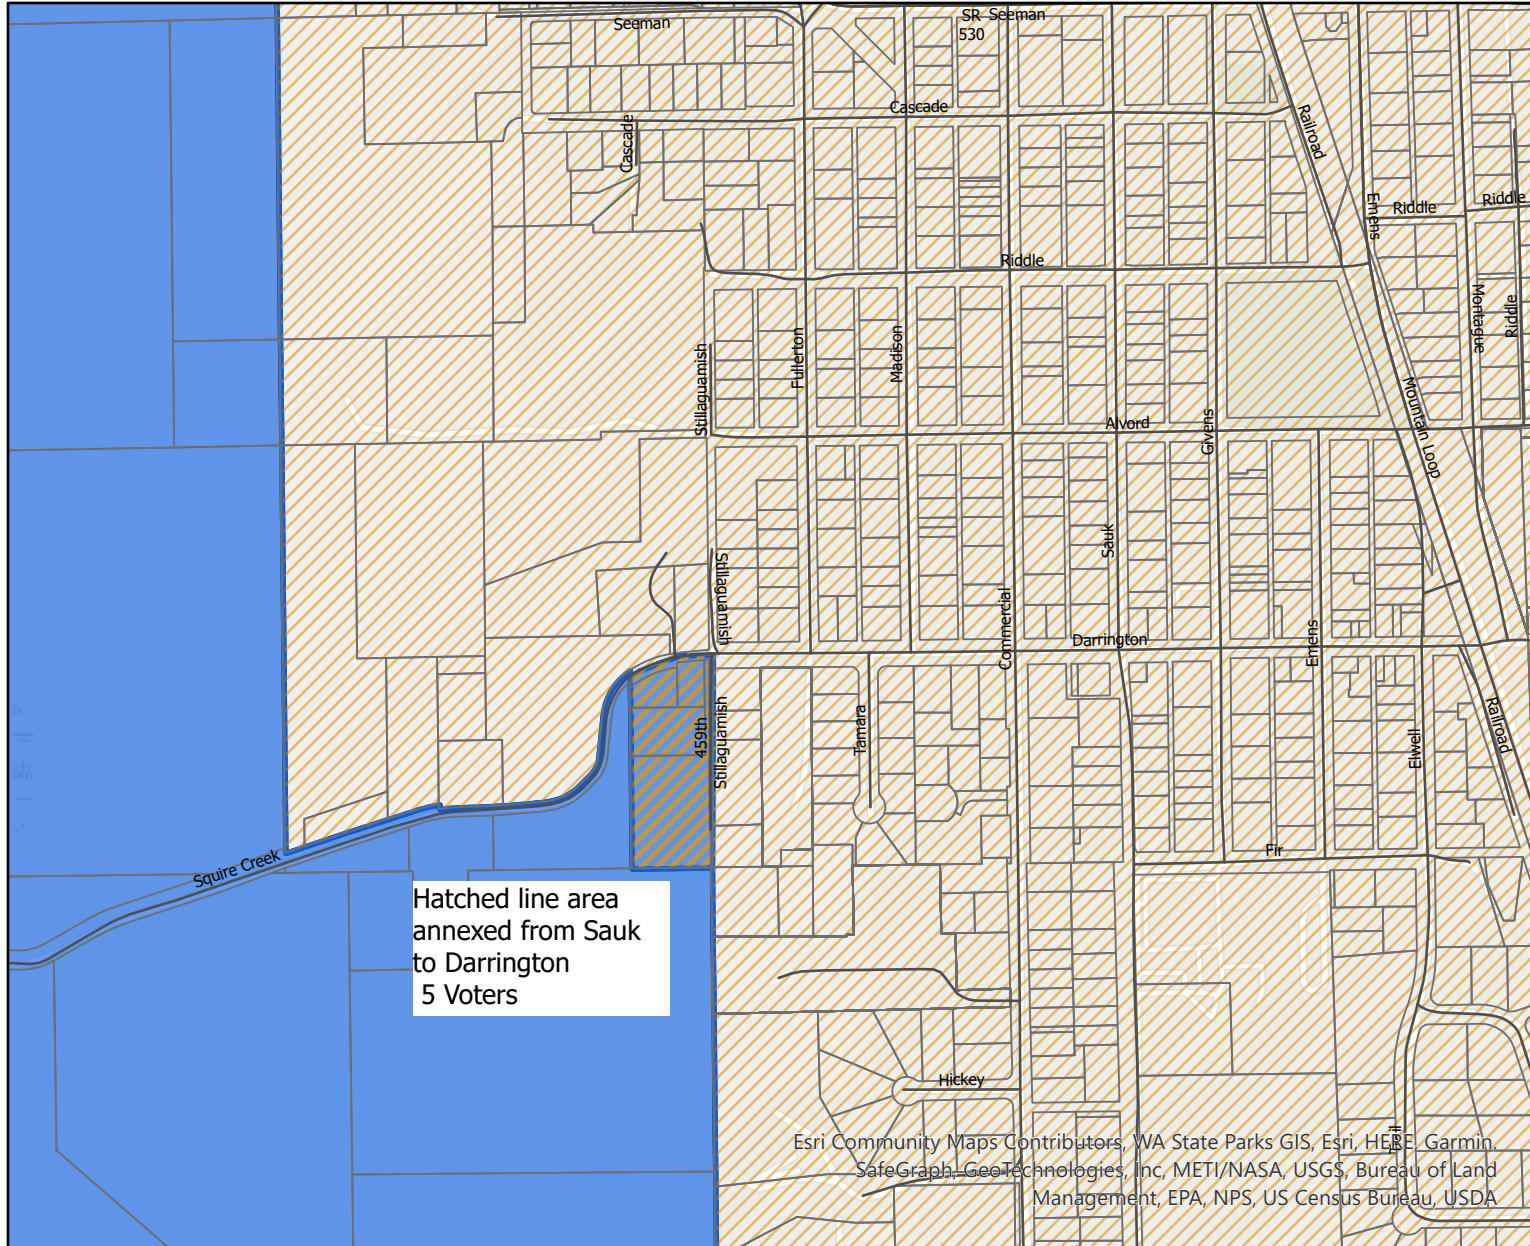 Seeman
SR Seeman
530
Cascade
Cascade
Railroad
Emens
Riddle
Riddle
Riddle
Montague
Riddle
Stillaguamish
Fullerton
Madison
Mountain Loop
Alvord
Givens
Sauk
Stillaguamish
Commercial
Darrington
Emens
459th
Stillaguamish
Tamara
Elwell
Railroad
Squire Creek
Fir
Hatched line area
annexed from Sauk
to Darrington
5 Voters
Hickey
Trail
Esri Community Maps Contributors, WA State Parks GIS, Esri, HERE, Garmin,
SafeGraph, GeoTechnologies, Inc, METI/NASA, USGS, Bureau of Land
Management, EPA, NPS, US Census Bureau, USDA